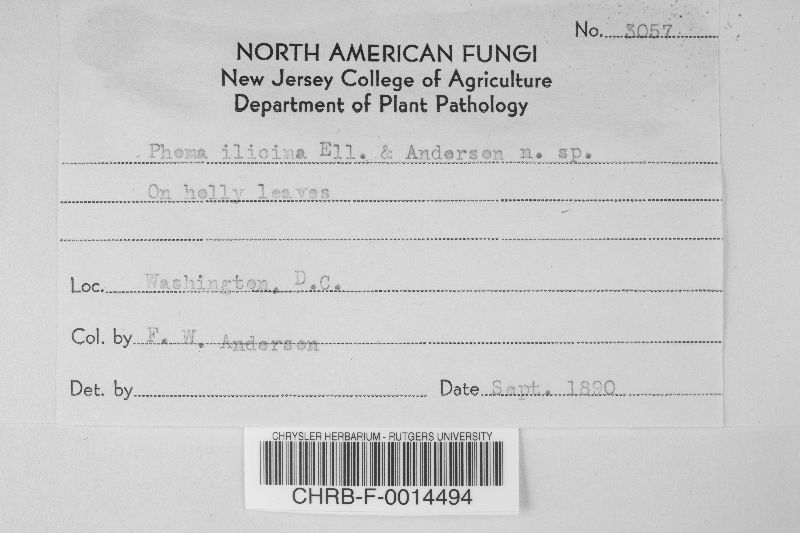 No. 3057
NORTH AMERICAN FUNGI
New Jersey College of Agriculture
Department of Plant Pathology
Phoma ilicina Ell. & Anderson n. sp.
On holly leaves
Loc. Washington, D.C.
Col. by F. W. Anderson
Det. by
Date Sept. 1890
CHRYSLER HERBARIUM - RUTGERS UNIVERSITY
CHRB-F-0014494